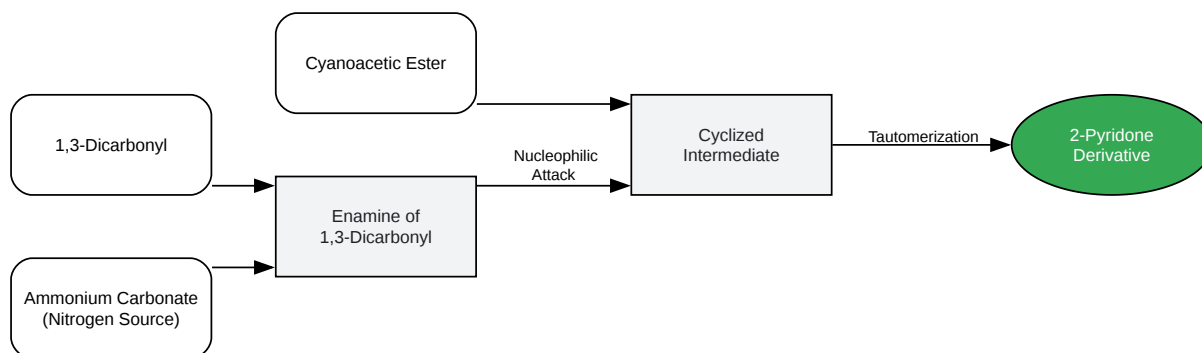 Cyanoacetic Ester
1,3-Dicarbonyl
Cyclized
Intermediate
Tautomerization
2-Pyridone
Derivative
Nucleophilic
Attack
Enamine of
1,3-Dicarbonyl
Ammonium Carbonate
(Nitrogen Source)